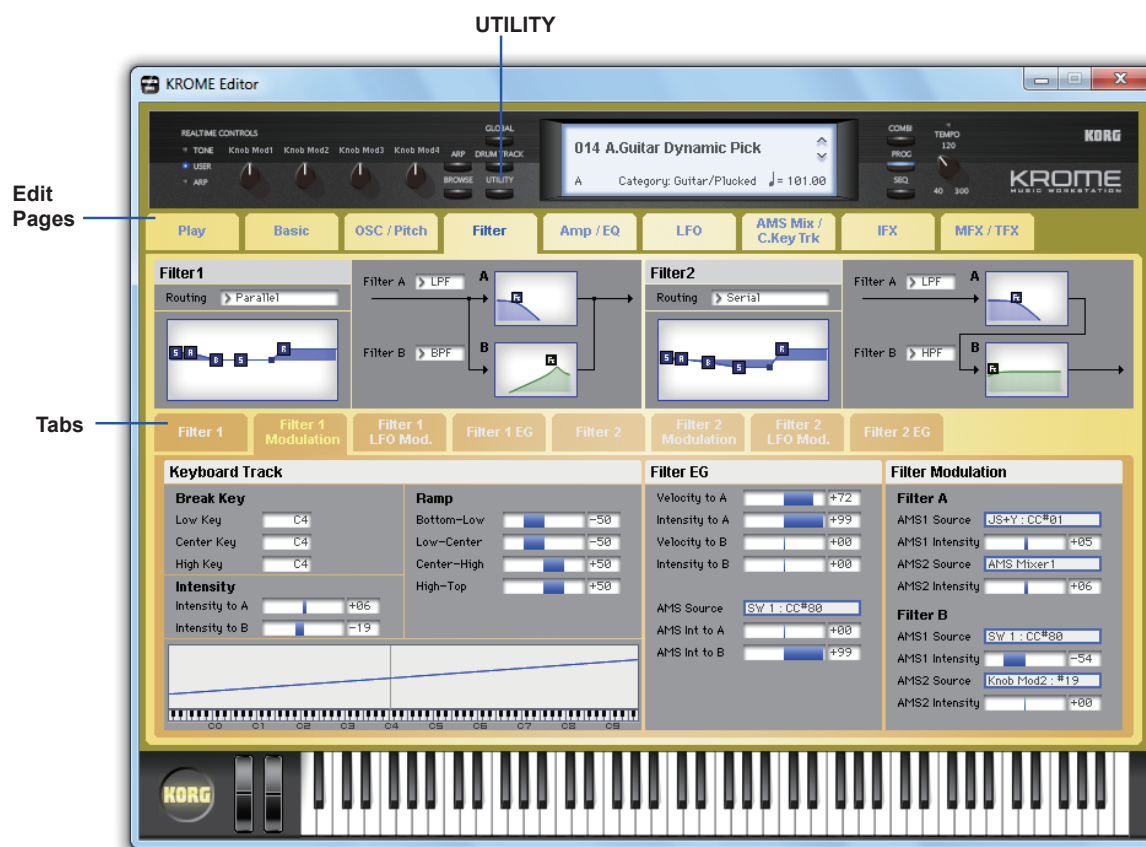 UTILITY
KROME Editor
REALTIME CONTROLS
TONE
USER
ARP
Knob Mod1 Knob Mod2 Knob Mod3 Knob Mod4
GLOBAL
ARP DRUM TRACK
BROWSE UTILITY
014 A.Guitar Dynamic Pick
A Category: Guitar/Plucked ♩= 101.00
COMBI
PROG
SEQ
TEMPO
120
40 300
KORG
KROME
MUSIC WORKSTATION
Edit
Pages
Play Basic OSC / Pitch Filter Amp / EQ LFO AMS Mix / C.Key Trk IFX MFX / TFX
Filter1
Routing Parallel
S A B S R
Filter A LPF A Fc
Filter B BPF B Fc
Filter2
Routing Serial
S A B S R
Filter A LPF A Fc
Filter B HPF B Fc
Tabs
Filter 1 Filter 1 Modulation Filter 1 LFO Mod. Filter 1 EG Filter 2 Filter 2 Modulation Filter 2 LFO Mod. Filter 2 EG
Keyboard Track
Break Key
Low Key C4
Center Key C4
High Key C4
Intensity
Intensity to A +06
Intensity to B -19
Ramp
Bottom-Low -50
Low-Center -50
Center-High +50
High-Top +50
C0 C1 C2 C3 C4 C5 C6 C7 C8 C9
Filter EG
Velocity to A +72
Intensity to A +99
Velocity to B +00
Intensity to B +00
AMS Source SW 1 : CC#80
AMS Int to A +00
AMS Int to B +99
Filter Modulation
Filter A
AMS1 Source JS+Y : CC#01
AMS1 Intensity +05
AMS2 Source AMS Mixer1
AMS2 Intensity +06
Filter B
AMS1 Source SW 1 : CC#80
AMS1 Intensity -54
AMS2 Source Knob Mod2 : #19
AMS2 Intensity +00
KORG